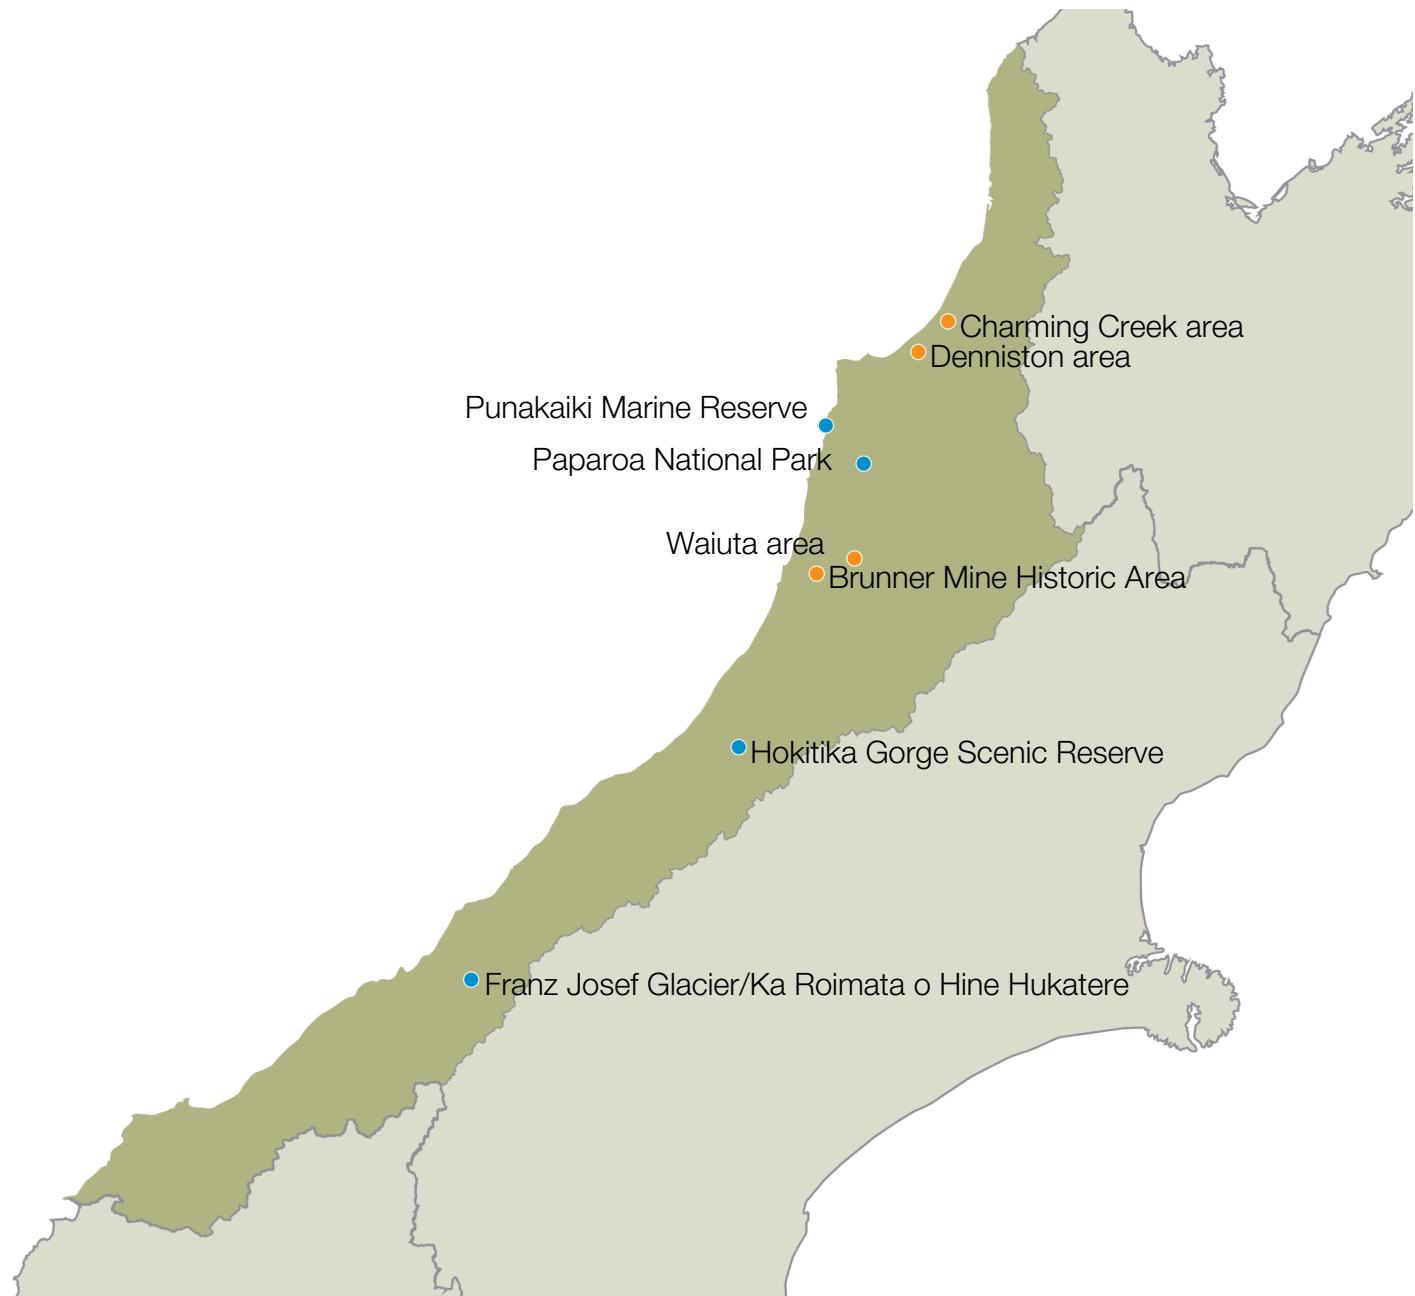 Charming Creek area
Denniston area
Punakaiki Marine Reserve
Paparoa National Park
Waiuta area
Brunner Mine Historic Area
Hokitika Gorge Scenic Reserve
Franz Josef Glacier/Ka Roimata o Hine Hukatere